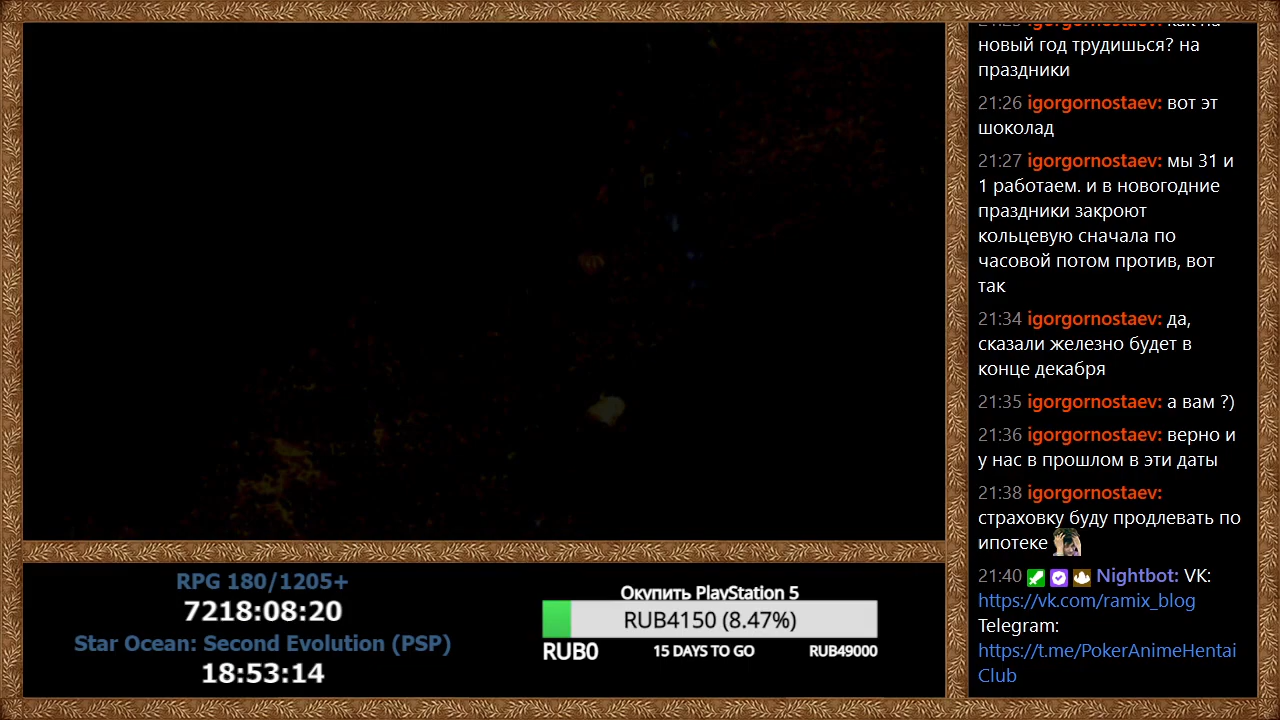 новый год трудишься? на
праздники
21:26 igorgornostaev: вот эт
шоколад
21:27 igorgornostaev: мы 31 и
1 работаем. и в новогодние
праздники закроют
кольцевую сначала по
часовой потом против, вот
так
21:34 igorgornostaev: да,
сказали железно будет в
конце декабря
21:35 igorgornostaev: а вам ?)
21:36 igorgornostaev: верно и
у нас в прошлом в эти даты
21:38 igorgornostaev:
страховку буду продлевать по
ипотеке
21:40 Nightbot: VK:
https://vk.com/ramix_blog
Telegram:
https://t.me/PokerAnimeHentai
Club
RPG 180/1205+
7218:08:20
Star Ocean: Second Evolution (PSP)
18:53:14
Окупить PlayStation 5
RUB4150 (8.47%)
RUB0 15 DAYS TO GO RUB49000